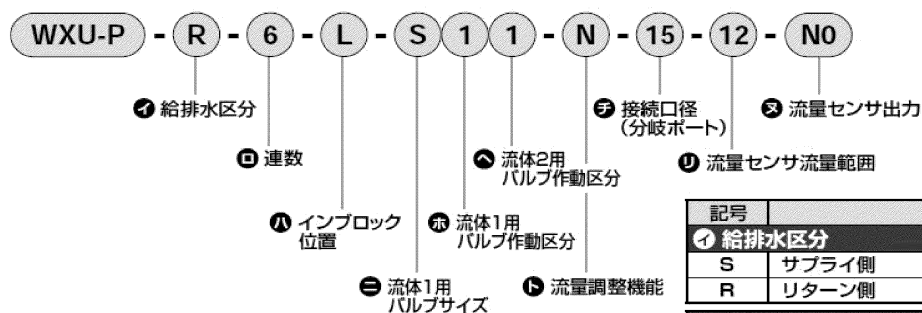 WXU-P - R - 6 - L - S 1 1 - N - 15 - 12 - N0
イ 給排水区分
ロ 連数
ハ インブロック
位置
ニ 流体1用
バルブサイズ
ホ 流体1用
バルブ作動区分
ヘ 流体2用
バルブ作動区分
ト 流量調整機能
チ 接続口径
(分岐ポート)
リ 流量センサ流量範囲
ヌ 流量センサ出力
記号
イ 給排水区分
S サプライ側
R リターン側